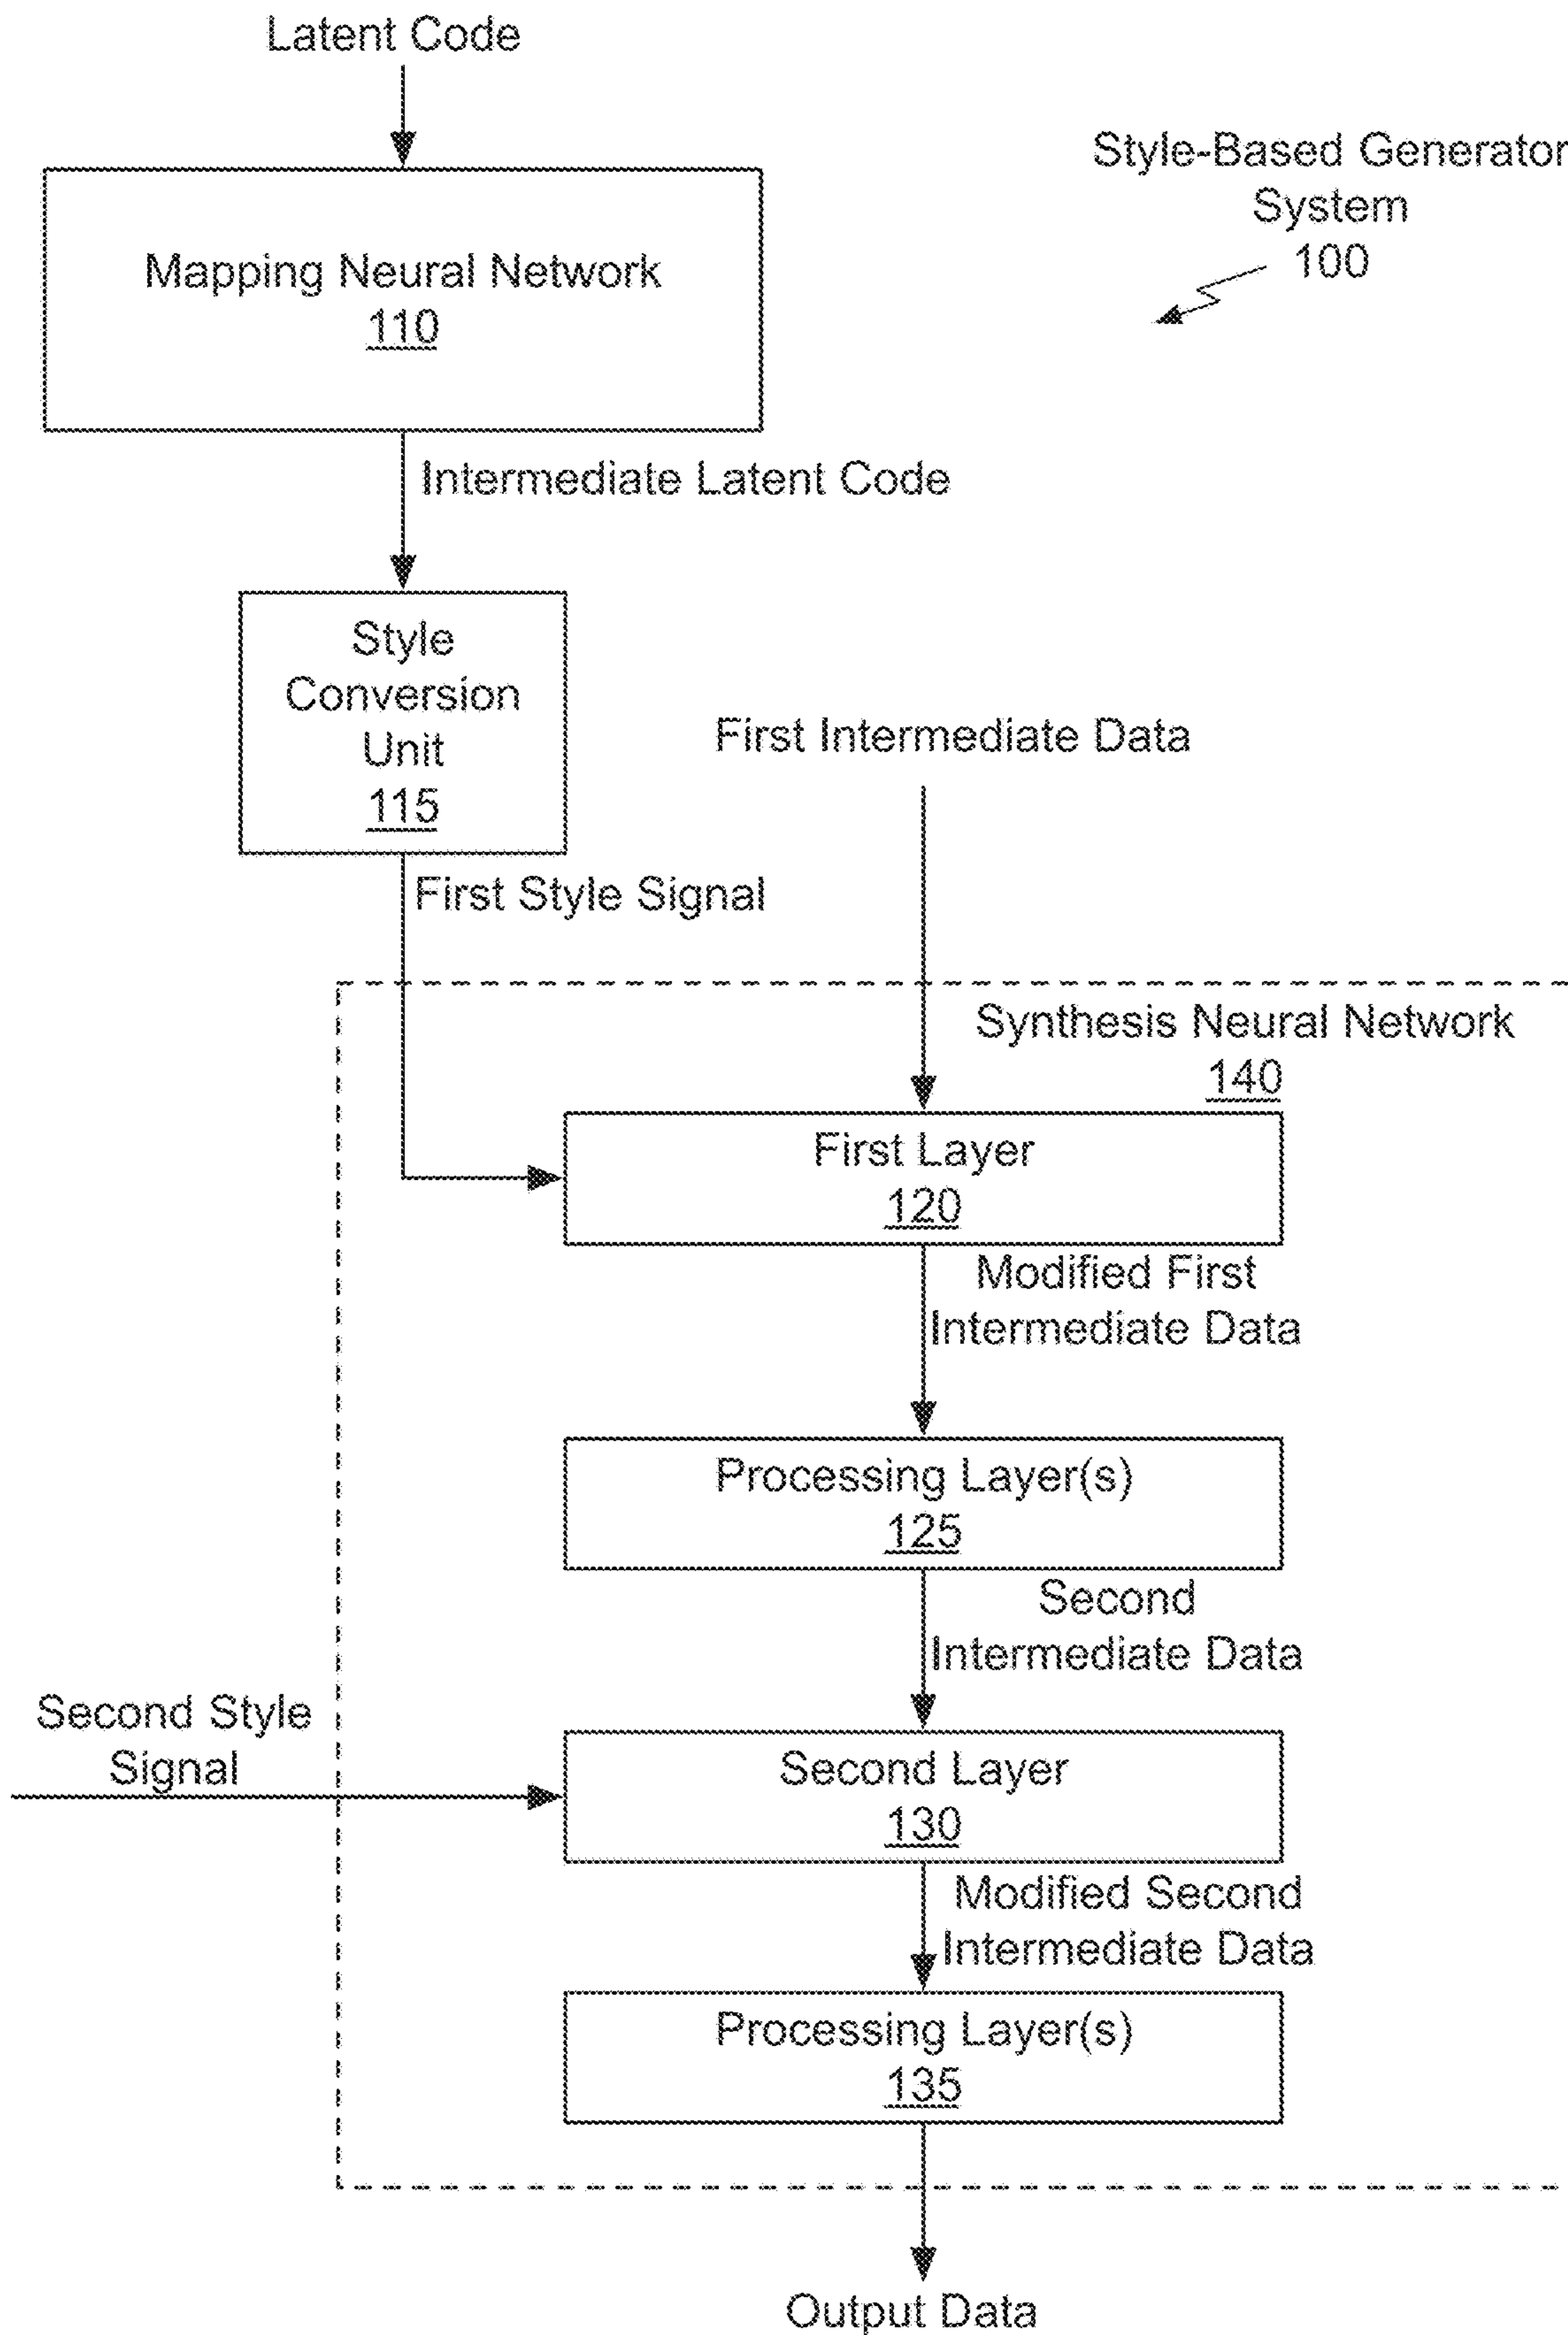 Latent Code
Style-Based Generator
System
100
Mapping Neural Network
110
Intermediate Latent Code
Style
Conversion
Unit
115
First Intermediate Data
First Style Signal
Synthesis Neural Network
140
First Layer
120
Modified First
Intermediate Data
Processing Layer(s)
125
Second
Intermediate Data
Second Style
Signal
Second Layer
130
Modified Second
Intermediate Data
Processing Layer(s)
135
Output Data